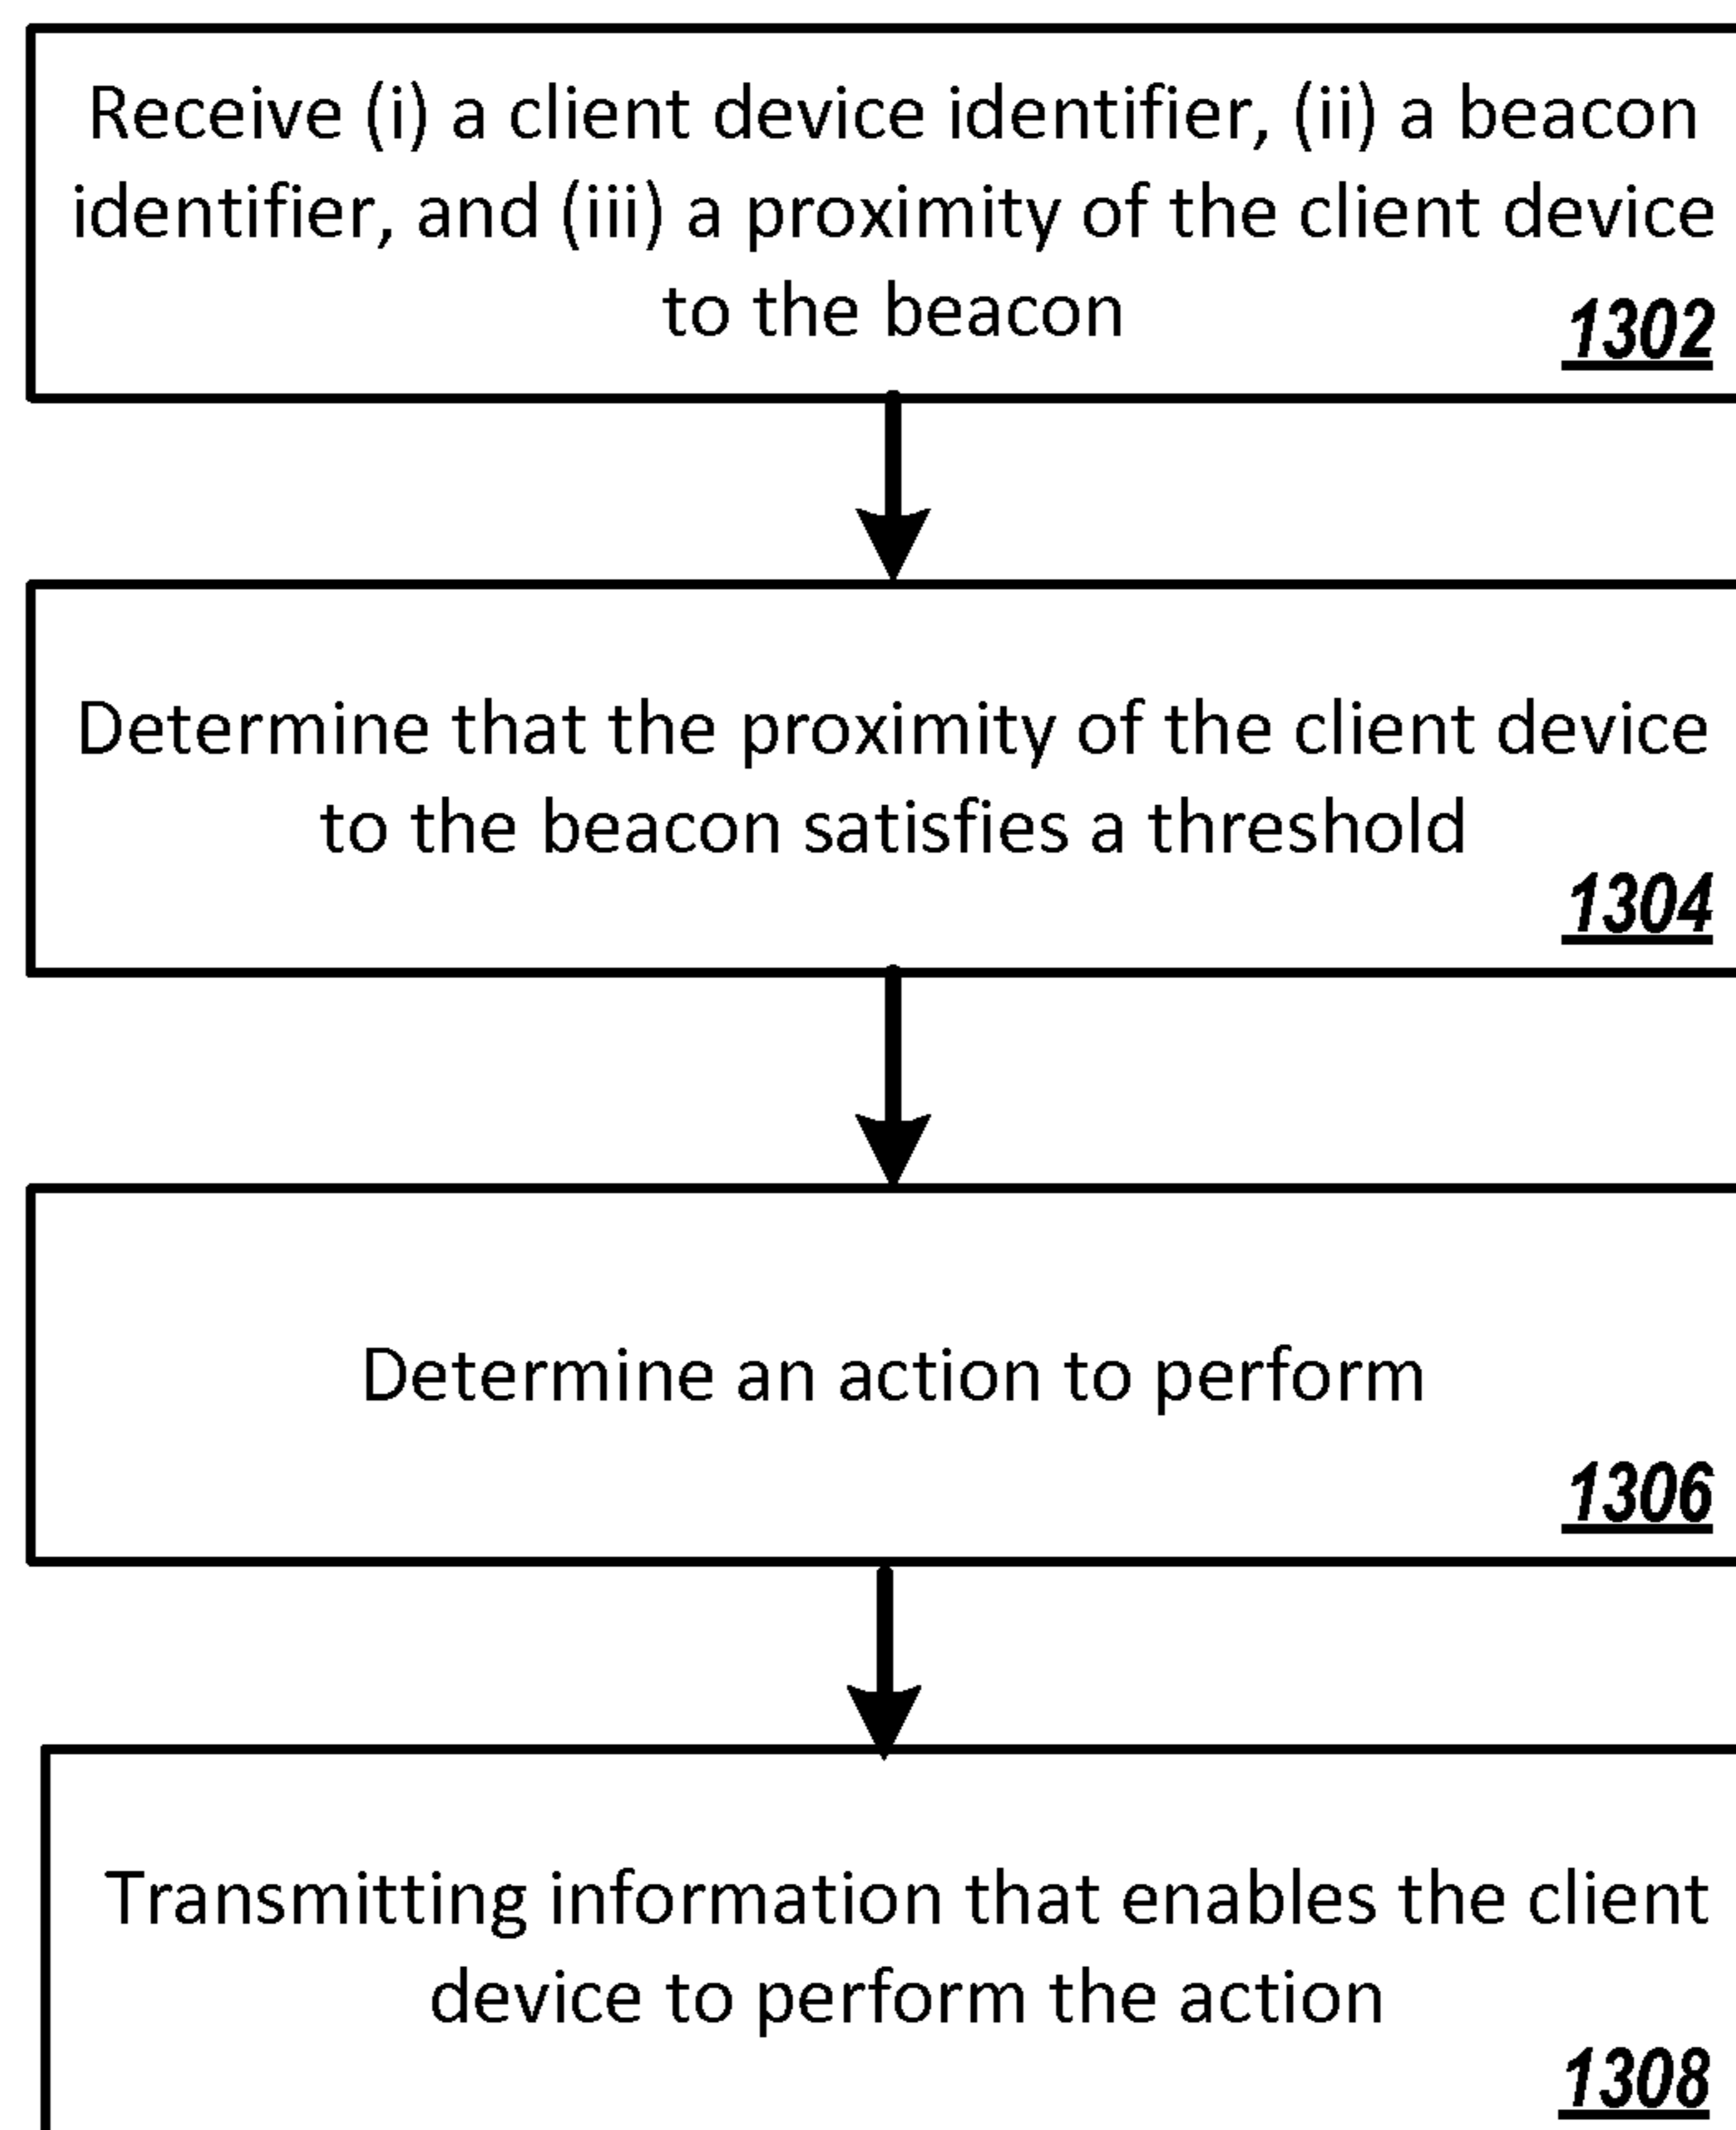 Receive (i) a client device identifier, (ii) a beacon
identifier, and (iii) a proximity of the client device
to the beacon
1302
Determine that the proximity of the client device
to the beacon satisfies a threshold
1304
Determine an action to perform
1306
Transmitting information that enables the client
device to perform the action
1308